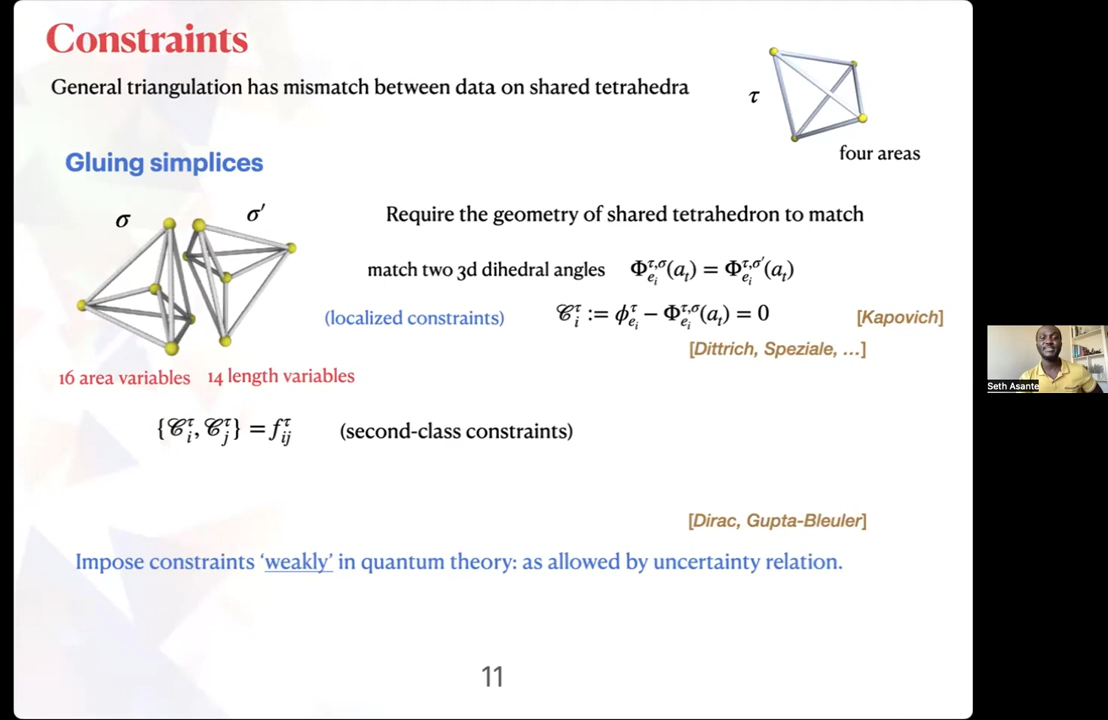 Constraints
General triangulation has mismatch between data on shared tetrahedra
τ
four areas
Gluing simplices
σ
σ′
Require the geometry of shared tetrahedron to match
match two 3d dihedral angles Φ^{τ,σ}_{e_i}(a_t) = Φ^{τ,σ′}_{e_i}(a_t)
(localized constraints) 𝒞^τ_i := ϕ^τ_{e_i} − Φ^{τ,σ}_{e_i}(a_t) = 0 [Kapovich]
[Dittrich, Speziale, ...]
16 area variables 14 length variables
{𝒞^τ_i, 𝒞^τ_j} = f^τ_{ij} (second-class constraints)
[Dirac, Gupta-Bleuler]
Impose constraints ‘weakly’ in quantum theory: as allowed by uncertainty relation.
11
Seth Asante